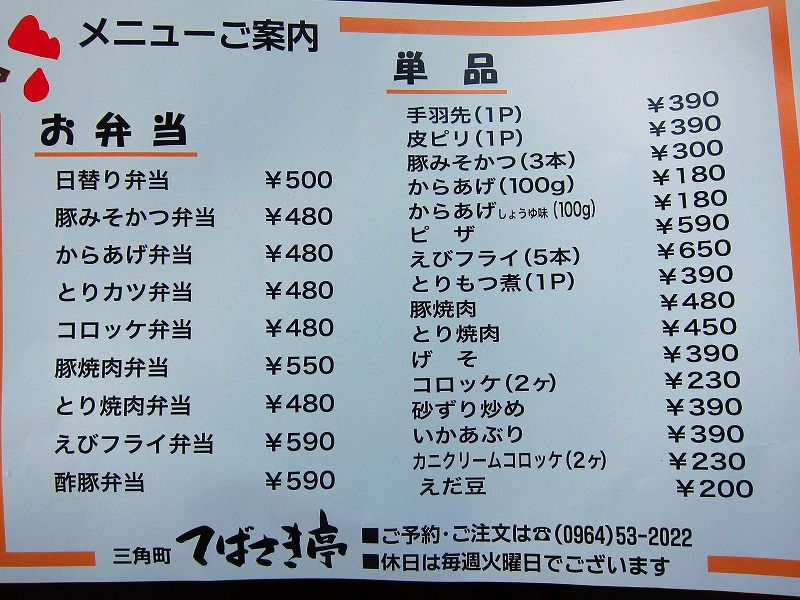 メニューご案内
お弁当
日替り弁当 ¥500
豚みそかつ弁当 ¥480
からあげ弁当 ¥480
とりカツ弁当 ¥480
コロッケ弁当 ¥480
豚焼肉弁当 ¥550
とり焼肉弁当 ¥480
えびフライ弁当 ¥590
酢豚弁当 ¥590
単品
手羽先(1P) ¥390
皮ピリ(1P) ¥390
豚みそかつ(3本) ¥300
からあげ(100g) ¥180
からあげしょうゆ味(100g) ¥180
ピザ ¥590
えびフライ(5本) ¥650
とりもつ煮(1P) ¥390
豚焼肉 ¥480
とり焼肉 ¥450
げそ ¥390
コロッケ(2ヶ) ¥230
砂ずり炒め ¥390
いかあぶり ¥390
カニクリームコロッケ(2ヶ) ¥230
えだ豆 ¥200
三角町 てばさき亭
■ご予約・ご注文は☎(0964)53-2022
■休日は毎週火曜日でございます